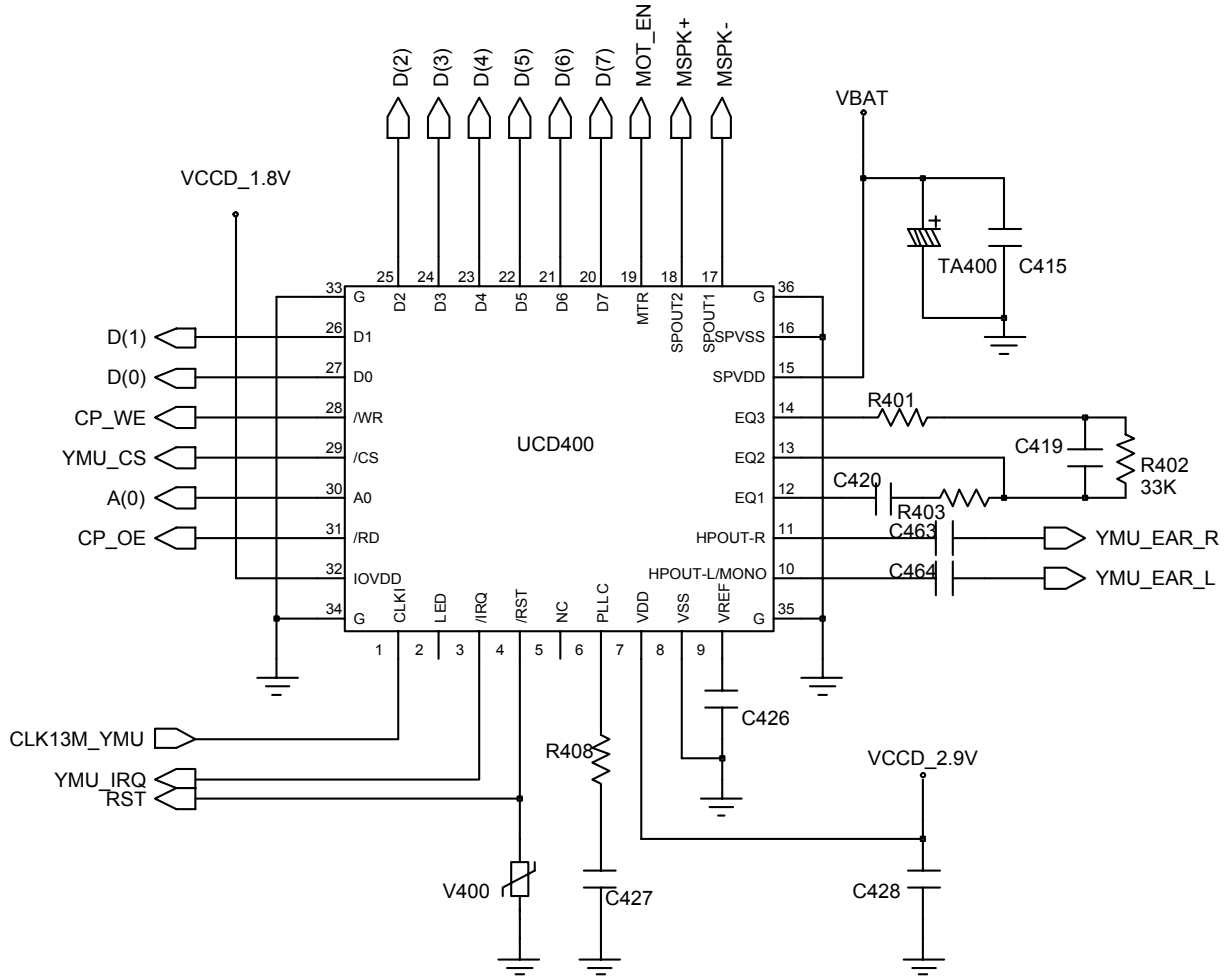 D(2)
D(3)
D(4)
D(5)
D(6)
D(7)
MOT_EN
MSPK+
MSPK-
VBAT
VCCD_1.8V
+
TA400
C415
25
24
23
22
21
20
19
18
17
33
G
D2
D3
D4
D5
D6
D7
MTR
SPOUT2
SPOUT1
G
36
D(1)
26
D1
SPVSS
16
D(0)
27
D0
SPVDD
15
CP_WE
28
/WR
EQ3
14
R401
YMU_CS
29
/CS
UCD400
EQ2
13
C419
R402
33K
A(0)
30
A0
EQ1
12
C420
R403
CP_OE
31
/RD
HPOUT-R
11
C463
YMU_EAR_R
32
IOVDD
HPOUT-L/MONO
10
C464
YMU_EAR_L
34
G
CLKI
LED
/IRQ
/RST
NC
PLLC
VDD
VSS
VREF
G
35
1
2
3
4
5
6
7
8
9
C426
CLK13M_YMU
R408
VCCD_2.9V
YMU_IRQ
RST
V400
C427
C428